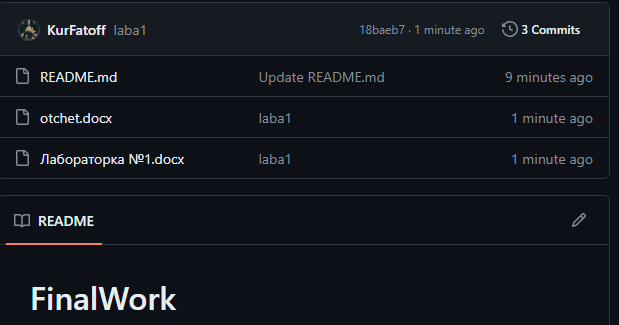 KurFatoff laba1 18baeb7 · 1 minute ago 3 Commits
README.md Update README.md 9 minutes ago
otchet.docx laba1 1 minute ago
Лабораторка №1.docx laba1 1 minute ago
README
FinalWork